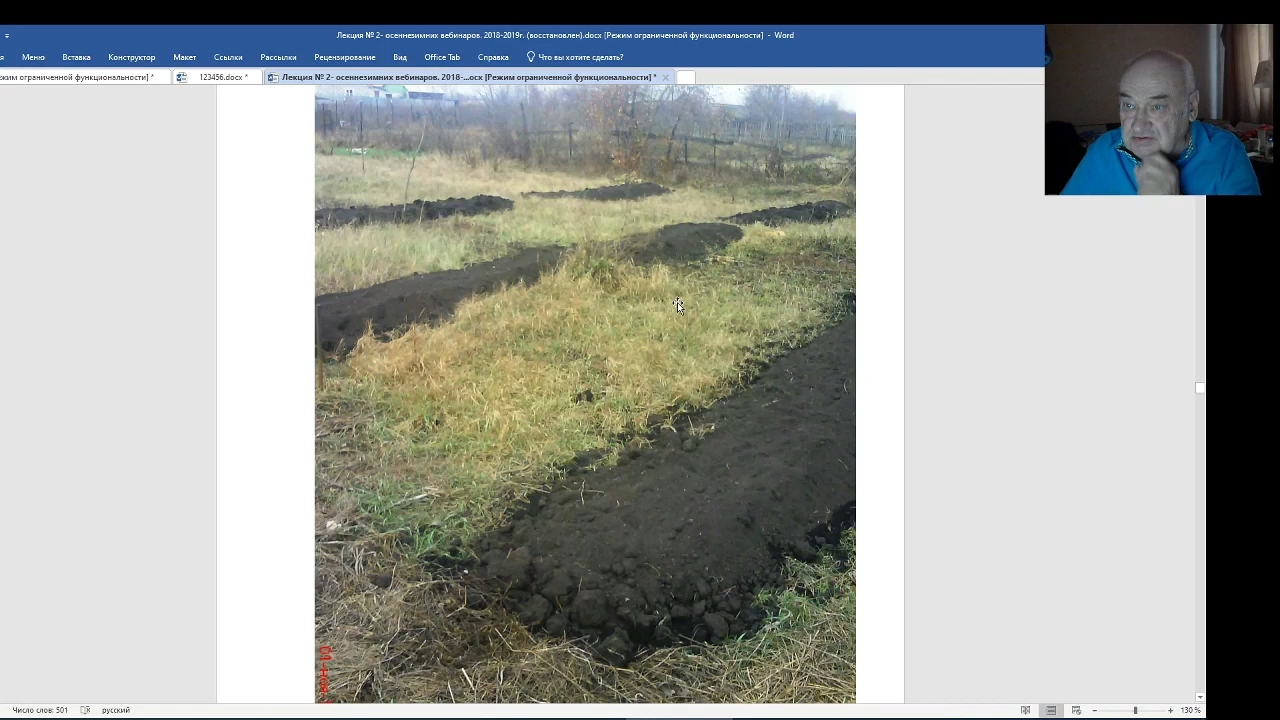 Лекция № 2- осеннезимних вебинаров. 2018-2019г. (восстановлен).docx [Режим ограниченной функциональности] - Word
Меню Вставка Конструктор Макет Ссылки Рассылки Рецензирование Вид Office Tab Справка Что вы хотите сделать?
ограниченной функциональности] * 123456.docx * Лекция № 2- осеннезимних вебинаров. 2018-...ocx [Режим ограниченной функциональности] *
Число слов: 501 русский 130 %